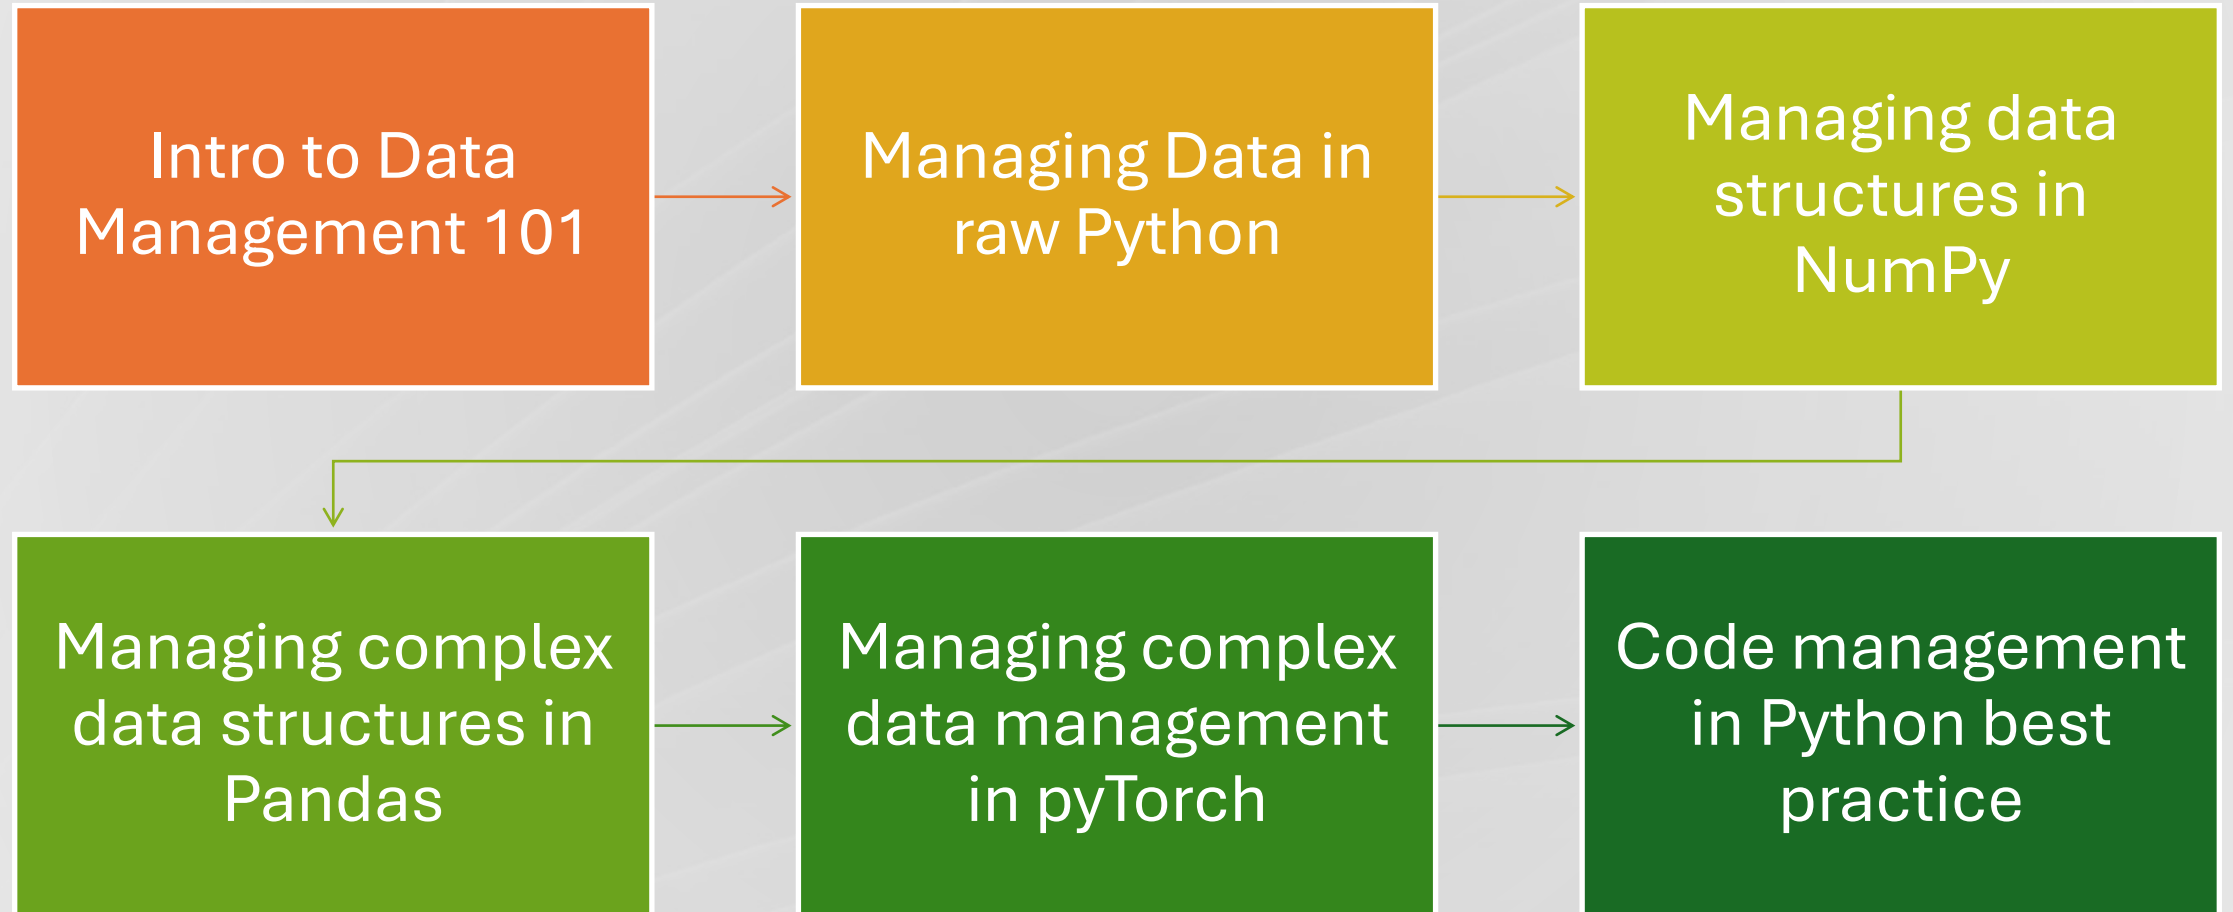 Intro to Data
Management 101
Managing Data in
raw Python
Managing data
structures in
NumPy
Managing complex
data structures in
Pandas
Managing complex
data management
in pyTorch
Code management
in Python best
practice